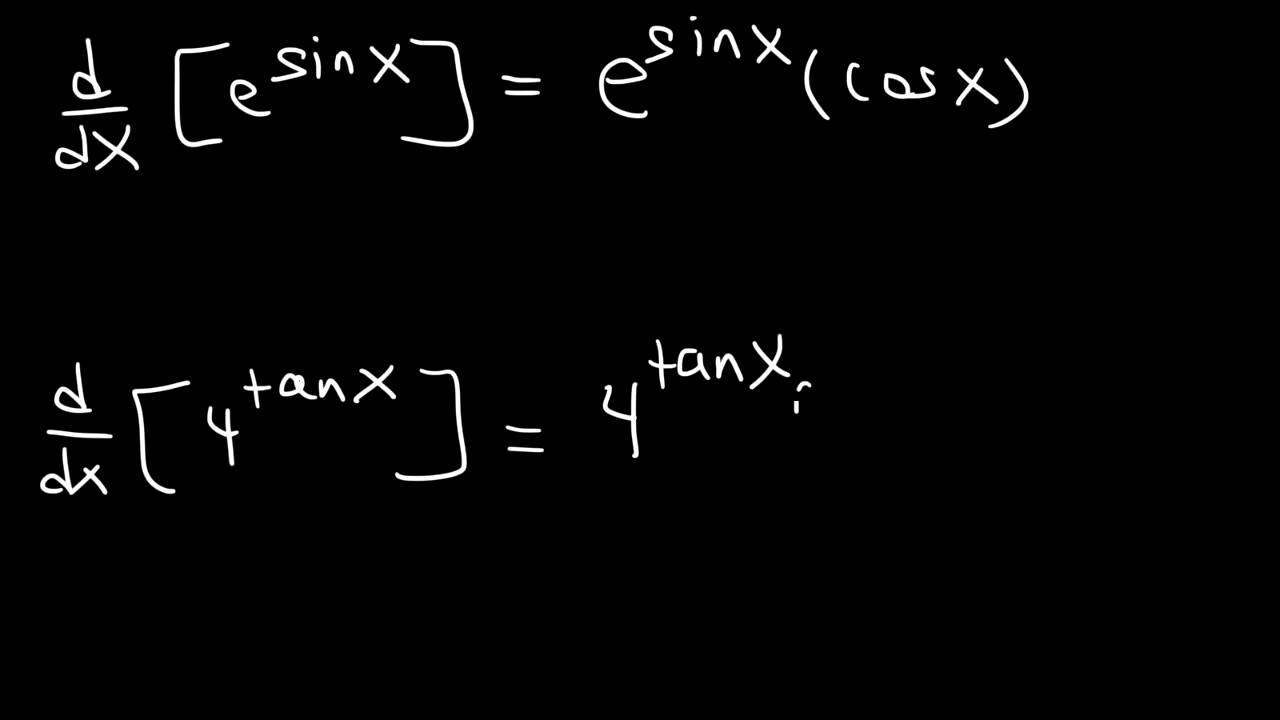 d/dx [e^sinx] = e^sinx (cosx)
d/dx [4^tanx] = 4^tanx